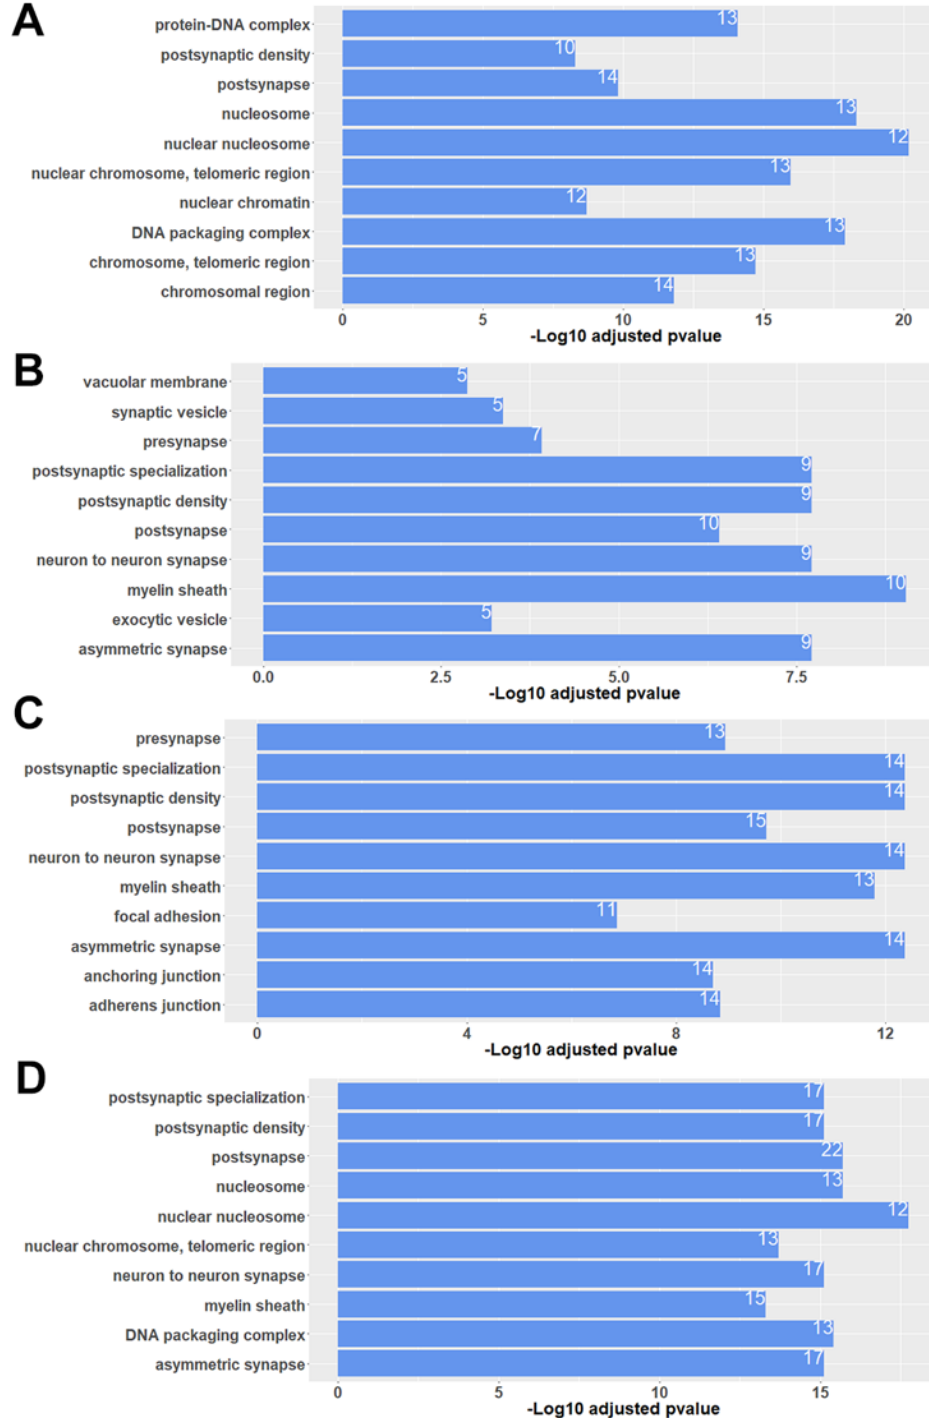 A
protein-DNA complex 13
postsynaptic density 10
postsynapse 14
nucleosome 13
nuclear nucleosome 12
nuclear chromosome, telomeric region 13
nuclear chromatin 12
DNA packaging complex 13
chromosome, telomeric region 13
chromosomal region 14
0 5 10 15 20
-Log10 adjusted pvalue
B
vacuolar membrane 5
synaptic vesicle 5
presynapse 7
postsynaptic specialization 9
postsynaptic density 9
postsynapse 10
neuron to neuron synapse 9
myelin sheath 10
exocytic vesicle 5
asymmetric synapse 9
0.0 2.5 5.0 7.5
-Log10 adjusted pvalue
C
presynapse 13
postsynaptic specialization 14
postsynaptic density 14
postsynapse 15
neuron to neuron synapse 14
myelin sheath 13
focal adhesion 11
asymmetric synapse 14
anchoring junction 14
adherens junction 14
0 4 8 12
-Log10 adjusted pvalue
D
postsynaptic specialization 17
postsynaptic density 17
postsynapse 22
nucleosome 13
nuclear nucleosome 12
nuclear chromosome, telomeric region 13
neuron to neuron synapse 17
myelin sheath 15
DNA packaging complex 13
asymmetric synapse 17
0 5 10 15
-Log10 adjusted pvalue